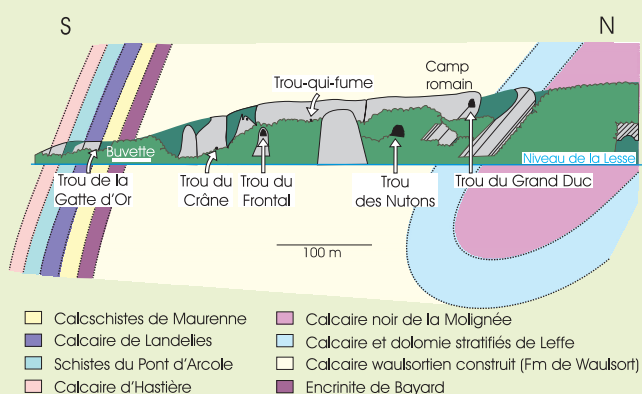 S
N
Camp
romain
Trou-qui-fume
Buvette
Niveau de la Lesse
Trou de la
Gatte d'Or
Trou du
Crâne
Trou du
Frontal
Trou
des Nutons
Trou du Grand Duc
100 m
Calcschistes de Maurenne
Calcaire de Landelies
Schistes du Pont d'Arcole
Calcaire d'Hastière
Calcaire noir de la Molignée
Calcaire et dolomie stratifiés de Leffe
Calcaire waulsortien construit (Fm de Waulsort)
Encrinite de Bayard